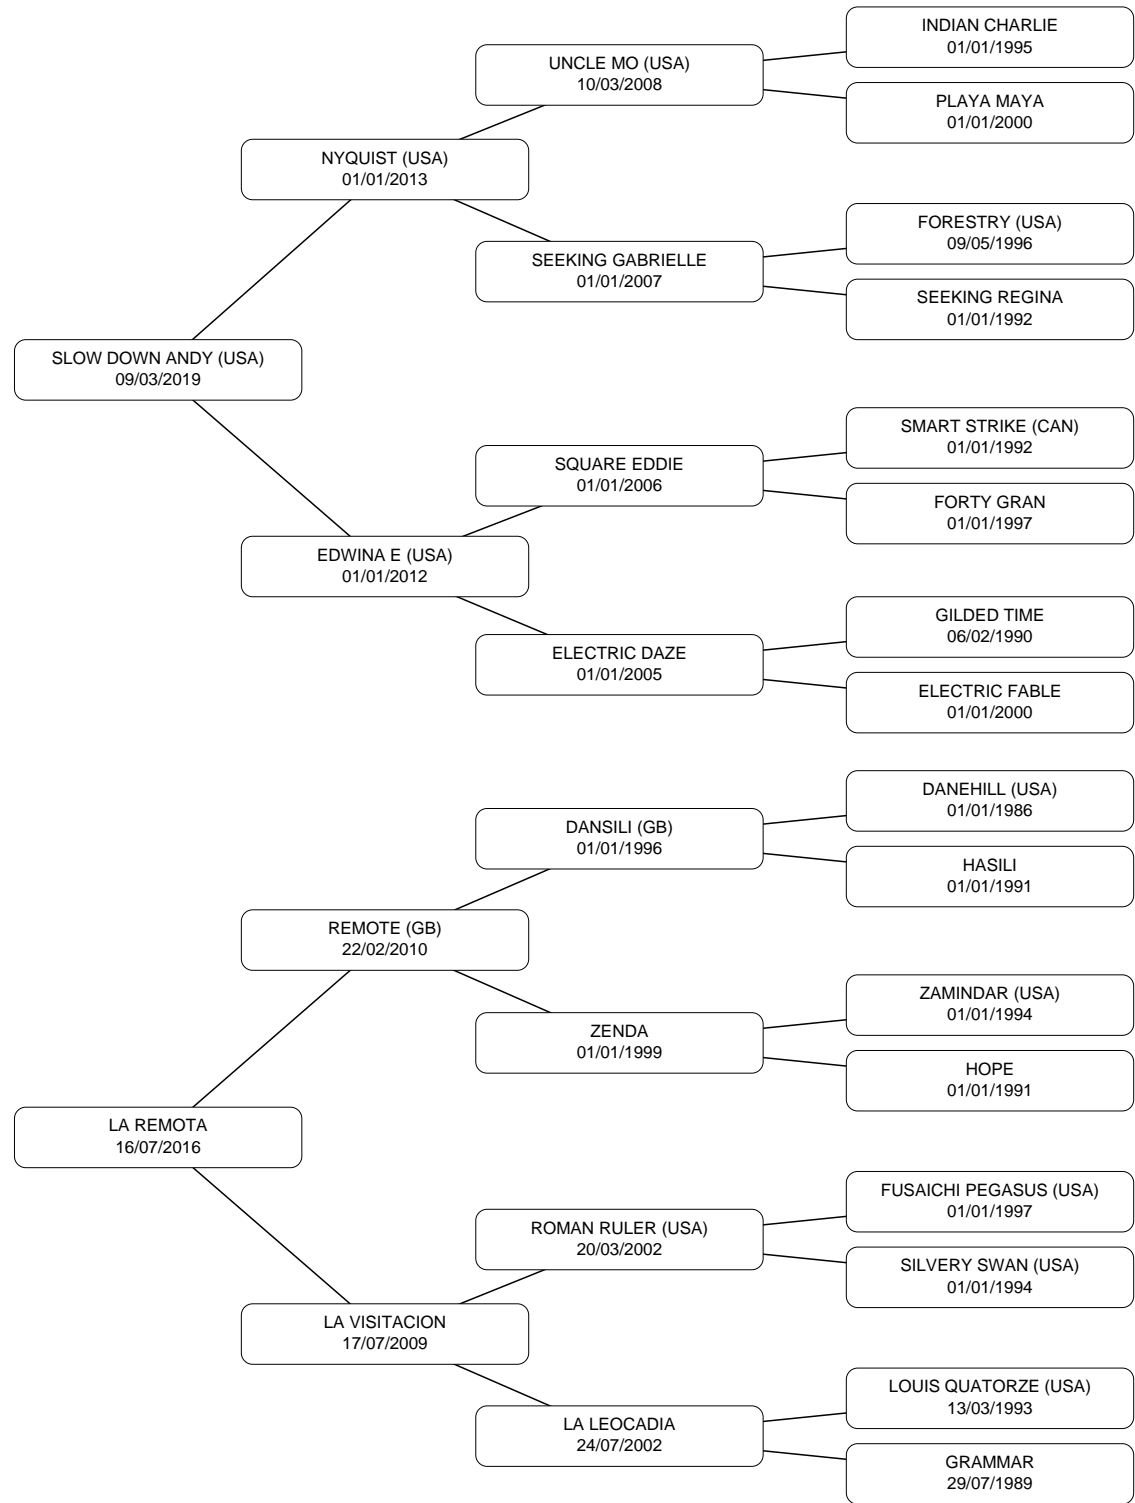 INDIAN CHARLIE
01/01/1995
UNCLE MO (USA)
10/03/2008
PLAYA MAYA
01/01/2000
NYQUIST (USA)
01/01/2013
FORESTRY (USA)
09/05/1996
SEEKING GABRIELLE
01/01/2007
SEEKING REGINA
01/01/1992
SLOW DOWN ANDY (USA)
09/03/2019
SMART STRIKE (CAN)
01/01/1992
SQUARE EDDIE
01/01/2006
FORTY GRAN
01/01/1997
EDWINA E (USA)
01/01/2012
GILDED TIME
06/02/1990
ELECTRIC DAZE
01/01/2005
ELECTRIC FABLE
01/01/2000
DANEHILL (USA)
01/01/1986
DANSILI (GB)
01/01/1996
HASILI
01/01/1991
REMOTE (GB)
22/02/2010
ZAMINDAR (USA)
01/01/1994
ZENDA
01/01/1999
HOPE
01/01/1991
LA REMOTA
16/07/2016
FUSAICHI PEGASUS (USA)
01/01/1997
ROMAN RULER (USA)
20/03/2002
SILVERY SWAN (USA)
01/01/1994
LA VISITACION
17/07/2009
LOUIS QUATORZE (USA)
13/03/1993
LA LEOCADIA
24/07/2002
GRAMMAR
29/07/1989